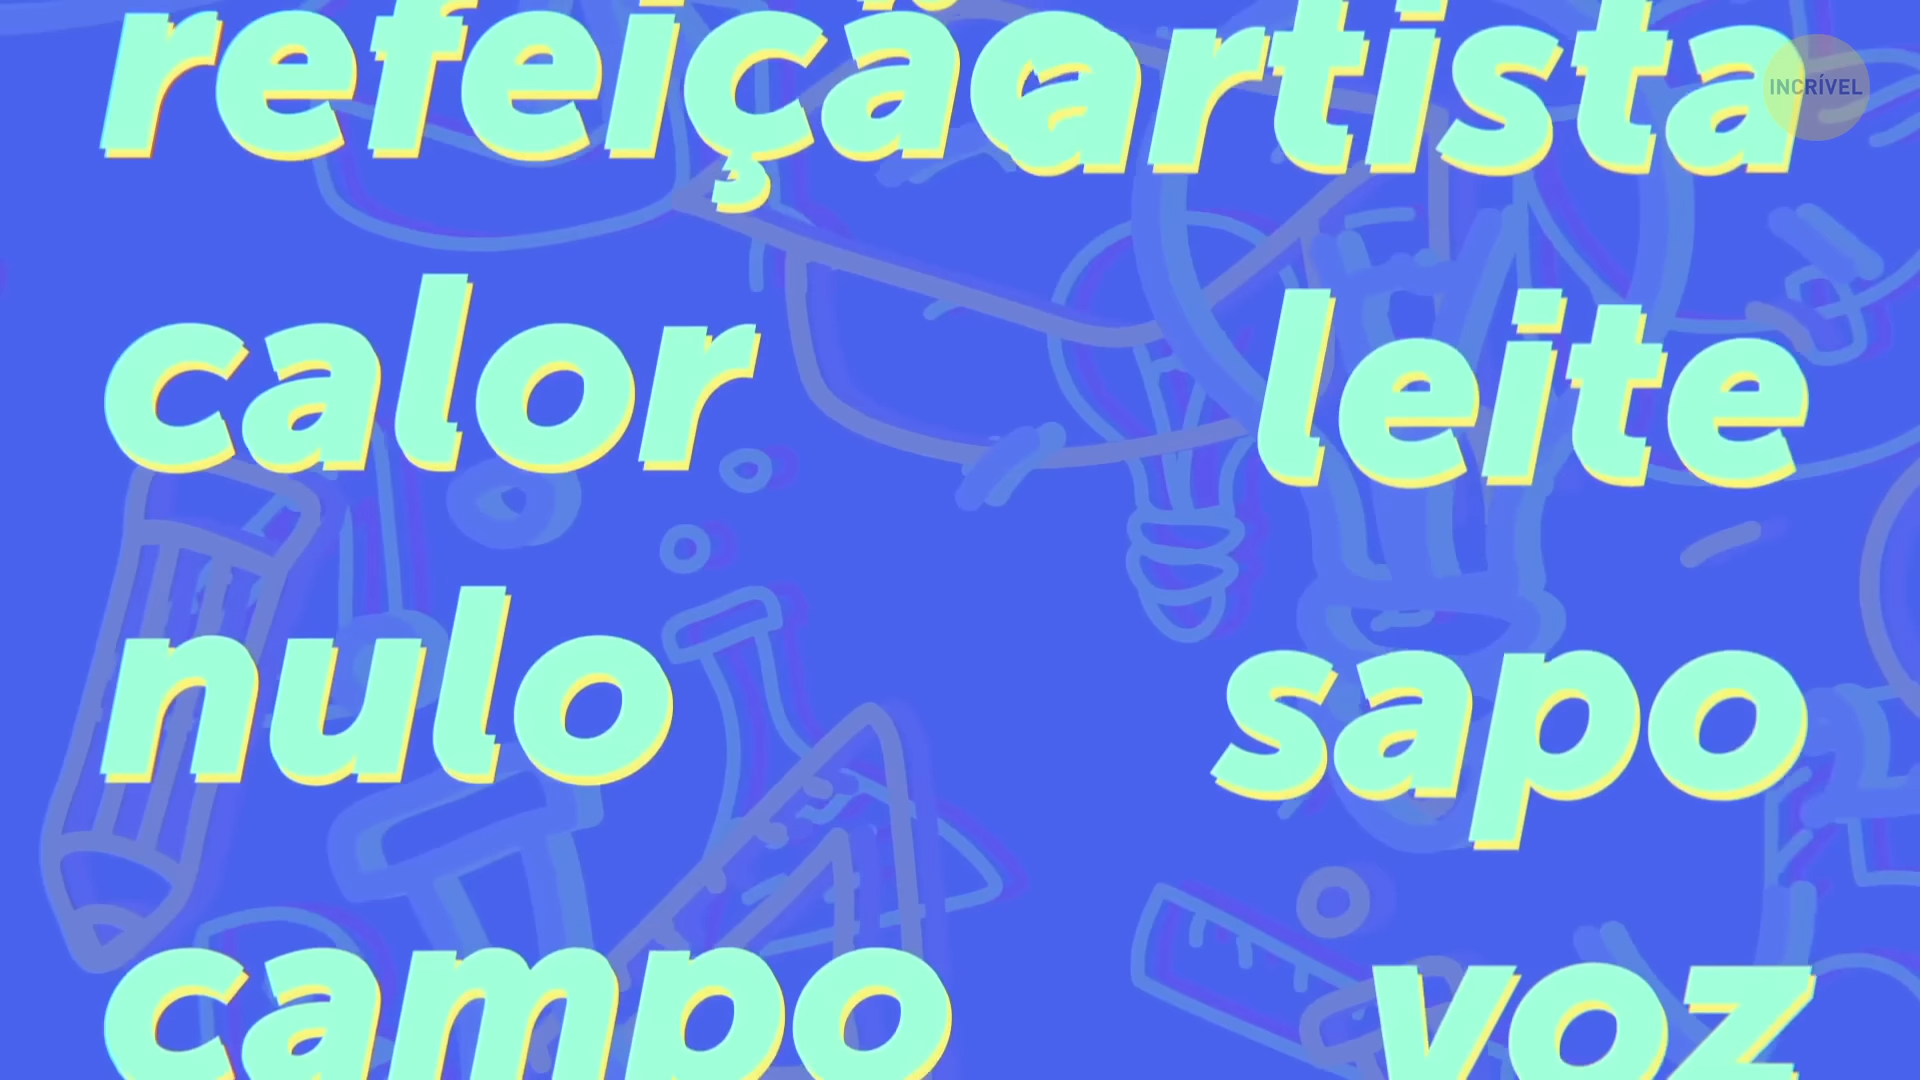 refeição artista
INCRÍVEL
calor leite
nulo sapo
campo voz